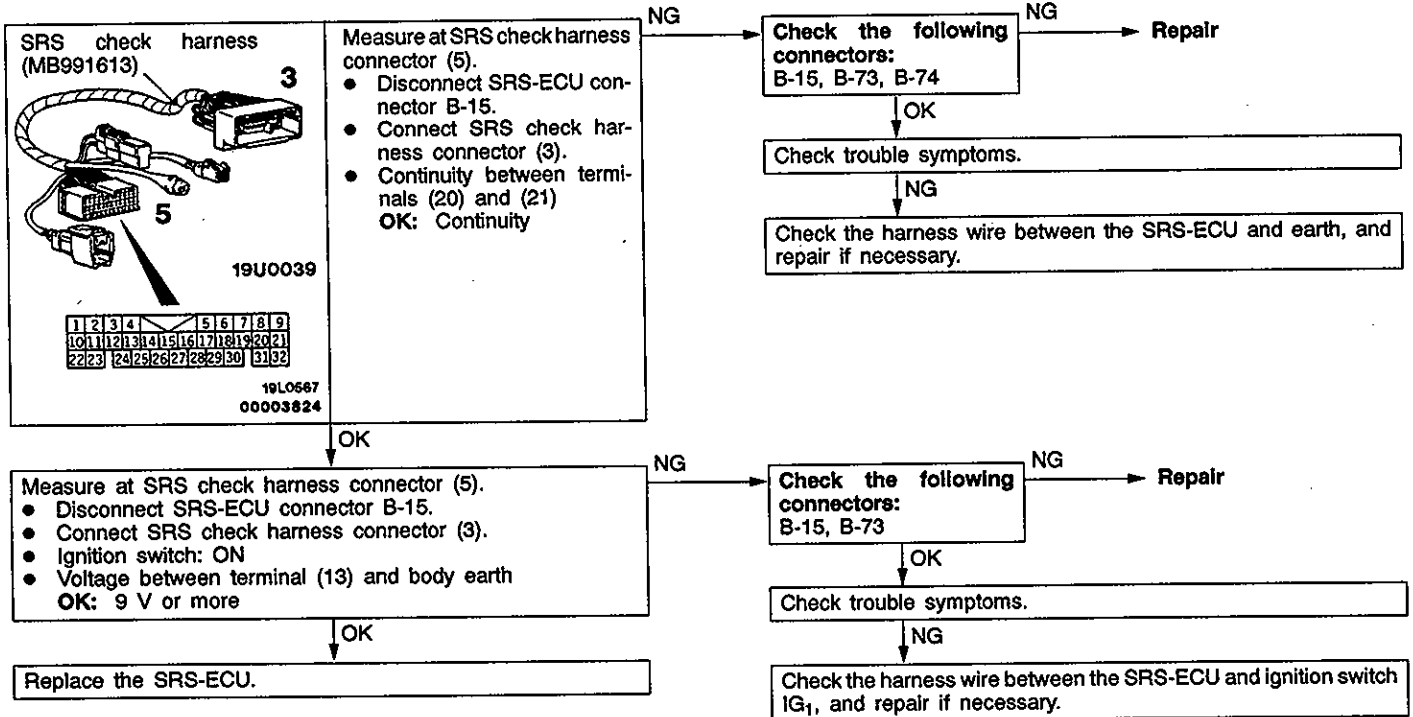 SRS check harness
(MB991613)
3
5
19U0039
1 2 3 4 5 6 7 8 9
10 11 12 13 14 15 16 17 18 19 20 21
22 23 24 25 26 27 28 29 30 31 32
19L0567
00003824
Measure at SRS check harness
connector (5).
● Disconnect SRS-ECU con-
nector B-15.
● Connect SRS check har-
ness connector (3).
● Continuity between termi-
nals (20) and (21)
OK: Continuity
NG
Check the following
connectors:
B-15, B-73, B-74
NG
Repair
OK
Check trouble symptoms.
NG
Check the harness wire between the SRS-ECU and earth, and
repair if necessary.
OK
Measure at SRS check harness connector (5).
● Disconnect SRS-ECU connector B-15.
● Connect SRS check harness connector (3).
● Ignition switch: ON
● Voltage between terminal (13) and body earth
OK: 9 V or more
NG
Check the following
connectors:
B-15, B-73
NG
Repair
OK
Check trouble symptoms.
NG
Check the harness wire between the SRS-ECU and ignition switch
IG₁, and repair if necessary.
OK
Replace the SRS-ECU.